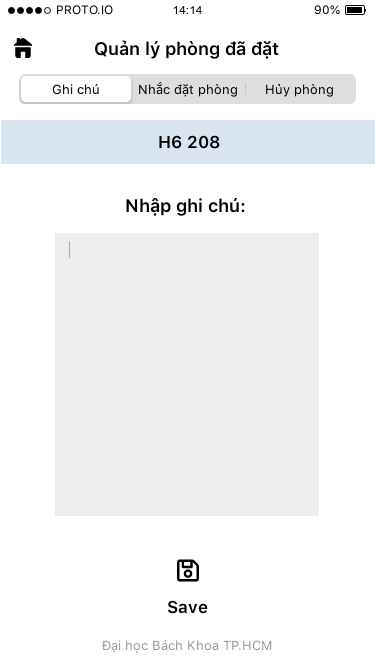 PROTO.IO 14:14 90%
Quản lý phòng đã đặt
Ghi chú Nhắc đặt phòng Hủy phòng
H6 208
Nhập ghi chú:
Save
Đại học Bách Khoa TP.HCM